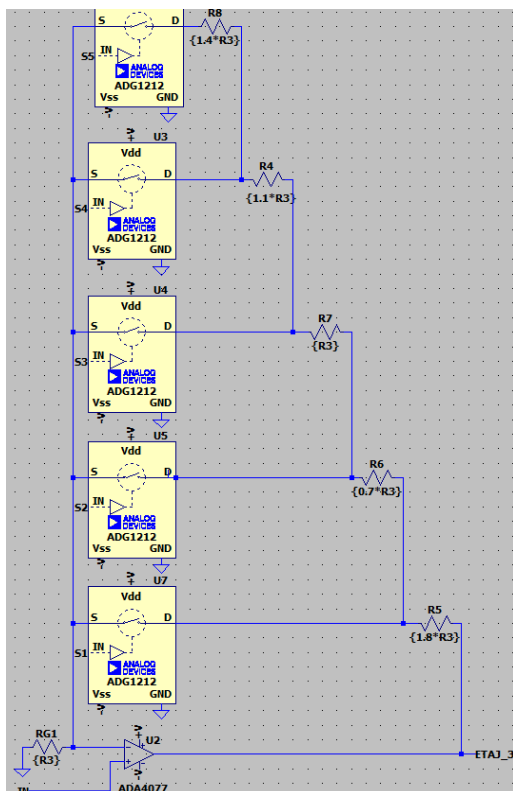 R8
S D
{1.4*R3}
S5 IN
ANALOG DEVICES
ADG1212
Vss GND
-V
+V U3
Vdd
S D
R4
{1.1*R3}
S4 IN
ANALOG DEVICES
ADG1212
Vss GND
-V
+V U4
Vdd
S D
R7
{R3}
S3 IN
ANALOG DEVICES
ADG1212
Vss GND
-V
+V U5
Vdd
S D
R6
{0.7*R3}
S2 IN
ANALOG DEVICES
ADG1212
Vss GND
-V
+V U7
Vdd
S D
R5
{1.8*R3}
S1 IN
ANALOG DEVICES
ADG1212
Vss GND
-V
RG1
{R3}
+V U2
-V
ETAJ_3
IN
ADA4077